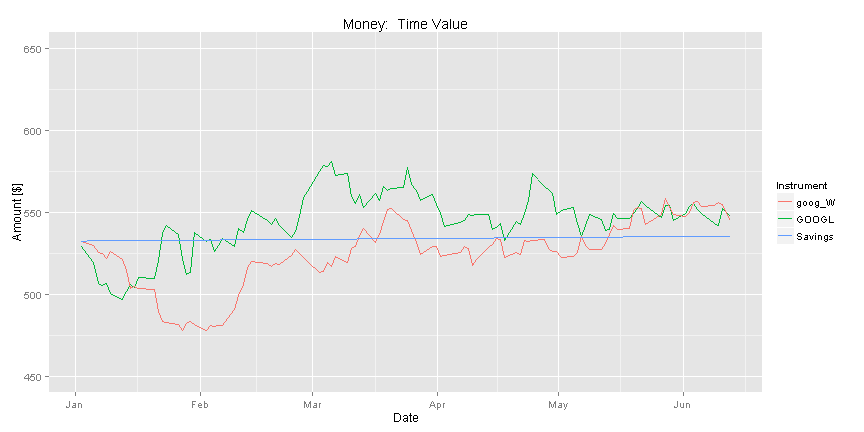 Money:  Time Value
650
600
550
500
450
Amount [$]
Jan Feb Mar Apr May Jun
Date
Instrument
goog_W
GOOGL
Savings